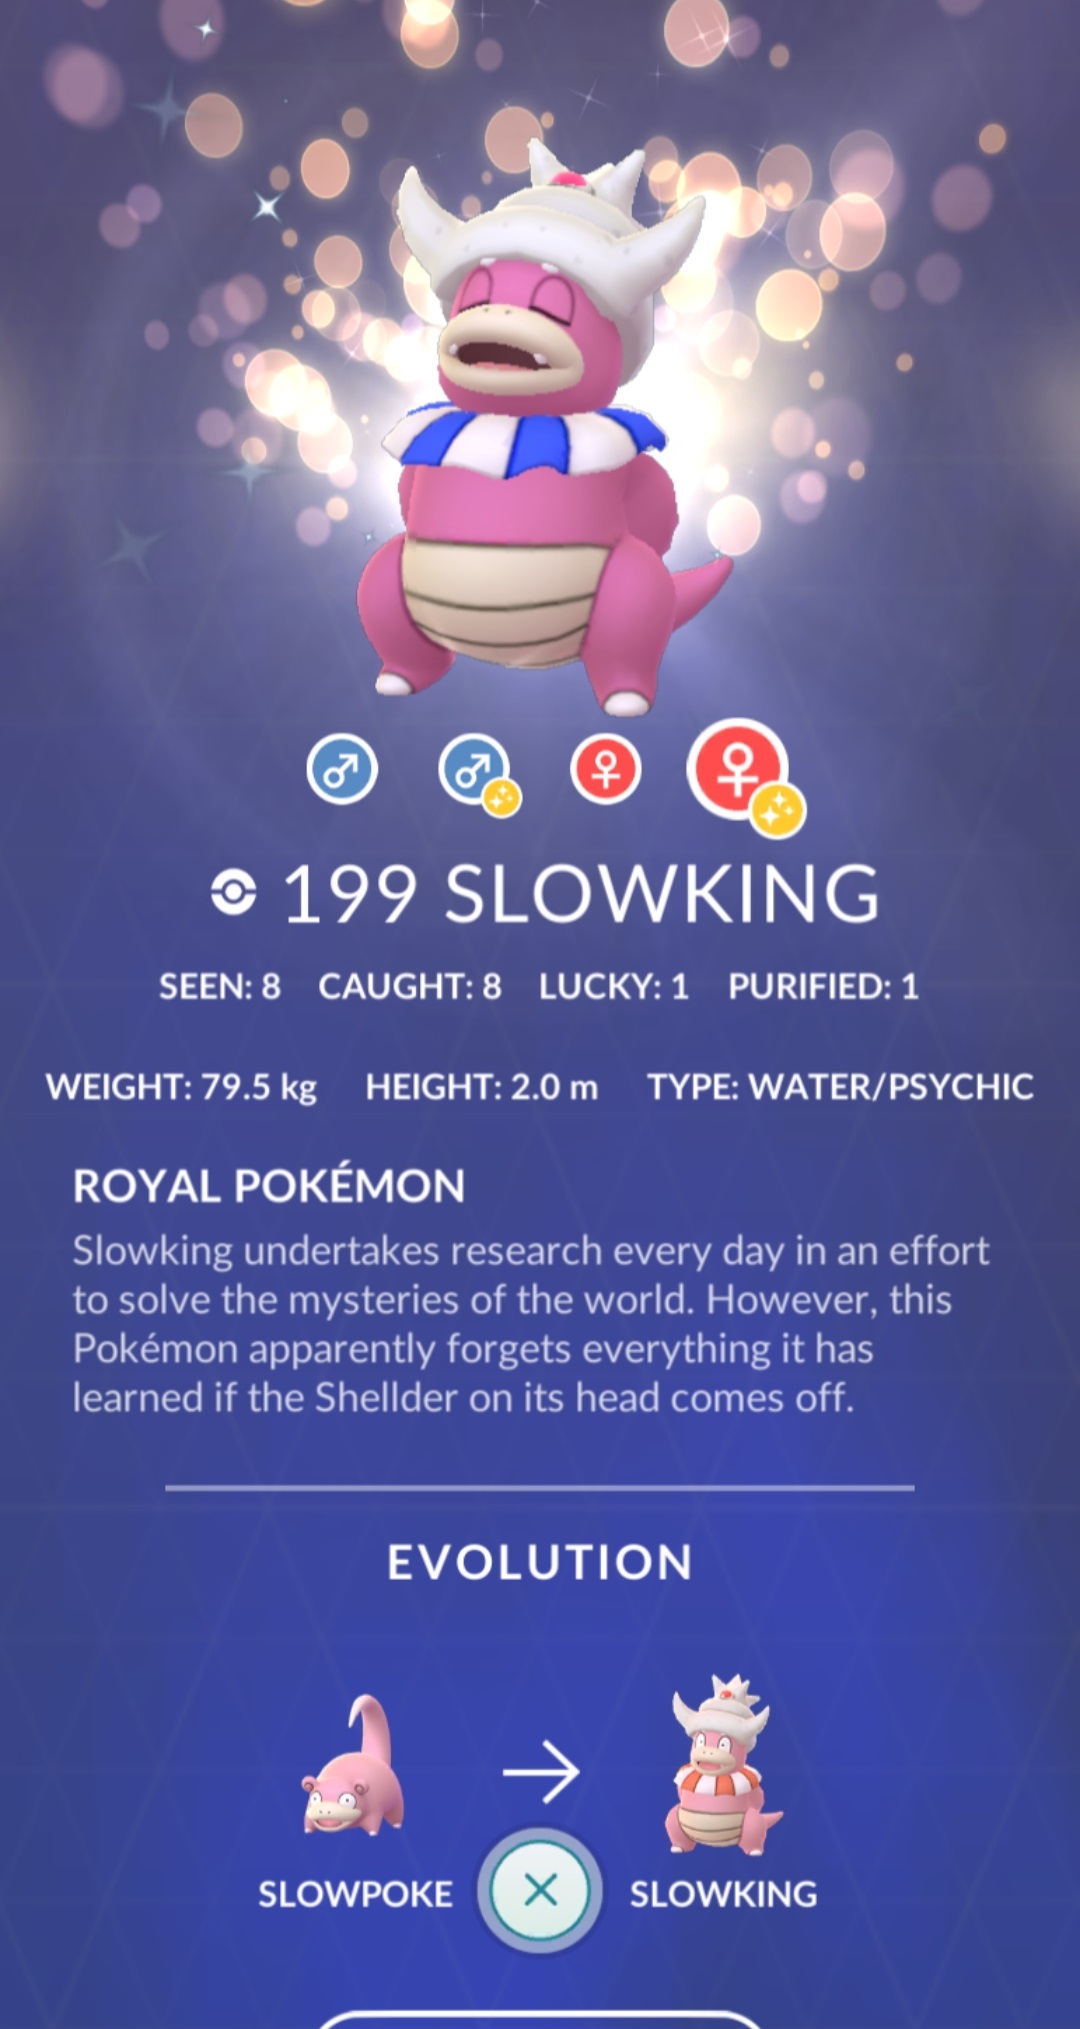 199 SLOWKING
SEEN: 8 CAUGHT: 8 LUCKY: 1 PURIFIED: 1
WEIGHT: 79.5 kg HEIGHT: 2.0 m TYPE: WATER/PSYCHIC
ROYAL POKÉMON
Slowking undertakes research every day in an effort
to solve the mysteries of the world. However, this
Pokémon apparently forgets everything it has
learned if the Shellder on its head comes off.
EVOLUTION
SLOWPOKE SLOWKING